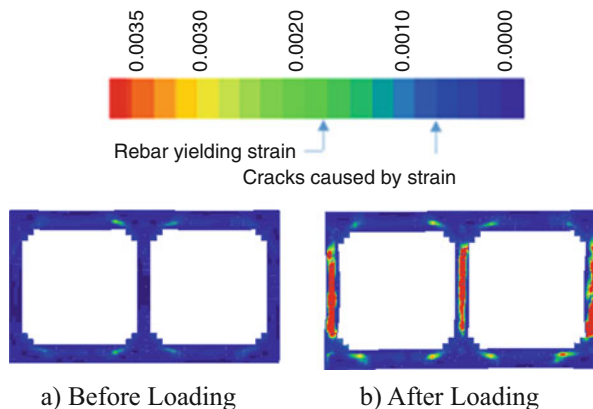 0.0035 0.0030 0.0020 0.0010 0.0000
Rebar yielding strain
Cracks caused by strain
a) Before Loading b) After Loading